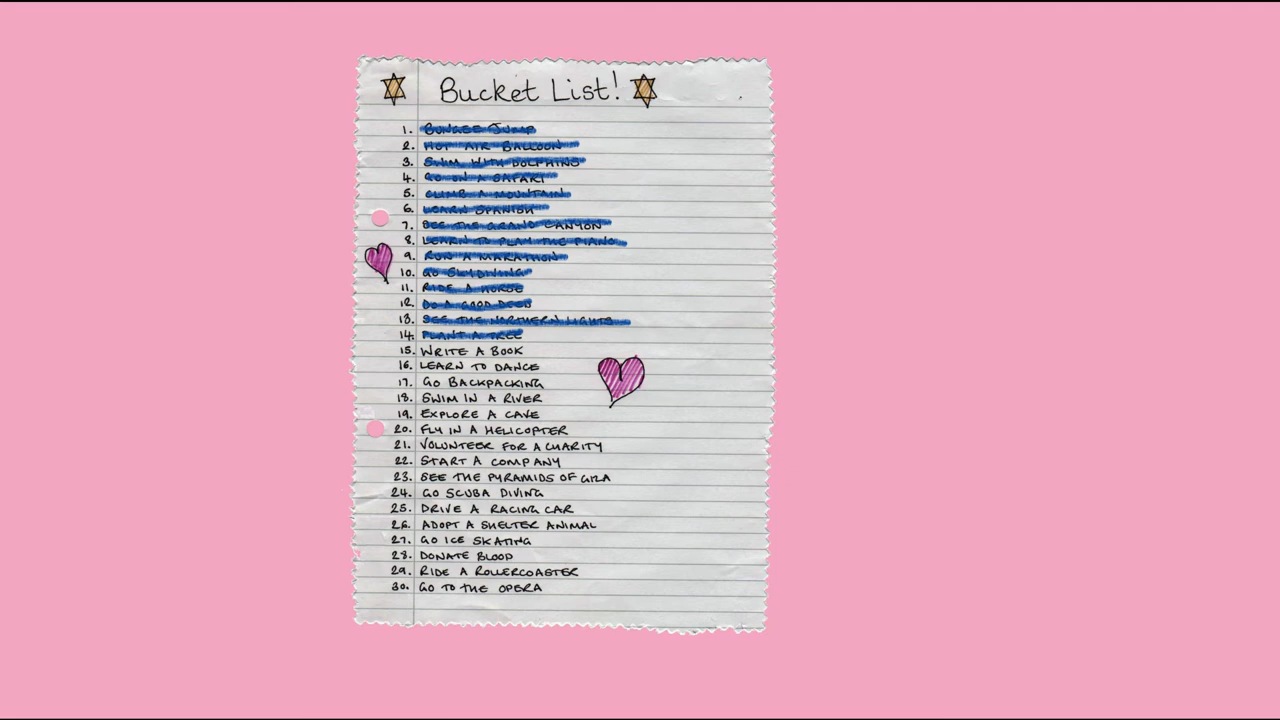 Bucket List!
1. BUNGEE JUMP
2. HOT AIR BALLOON
3. SWIM WITH DOLPHINS
4. GO ON A SAFARI
5. CLIMB A MOUNTAIN
6. LEARN SPANISH
7. SEE THE GRAND CANYON
8. LEARN TO PLAY THE PIANO
9. RUN A MARATHON
10. GO SKYDIVING
11. RIDE A HORSE
12. DO A GOOD DEED
13. SEE THE NORTHERN LIGHTS
14. PLANT A TREE
15. WRITE A BOOK
16. LEARN TO DANCE
17. GO BACKPACKING
18. SWIM IN A RIVER
19. EXPLORE A CAVE
20. FLY IN A HELICOPTER
21. VOLUNTEER FOR A CHARITY
22. START A COMPANY
23. SEE THE PYRAMIDS OF GIZA
24. GO SCUBA DIVING
25. DRIVE A RACING CAR
26. ADOPT A SHELTER ANIMAL
27. GO ICE SKATING
28. DONATE BLOOD
29. RIDE A ROLLERCOASTER
30. GO TO THE OPERA